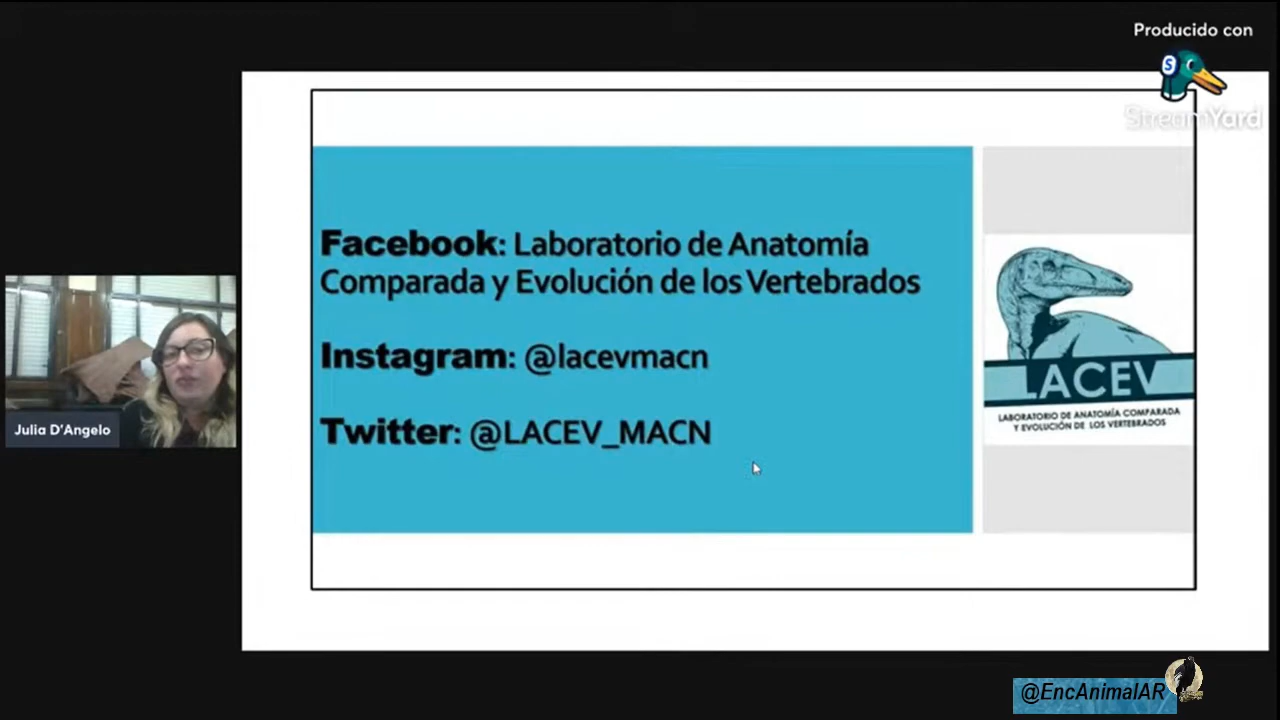 Producido con
StreamYard
Facebook: Laboratorio de Anatomía
Comparada y Evolución de los Vertebrados
Instagram: @lacevmacn
Twitter: @LACEV_MACN
LACEV
LABORATORIO DE ANATOMÍA COMPARADA
Y EVOLUCIÓN DE LOS VERTEBRADOS
Julia D'Angelo
@EncAnimalAR